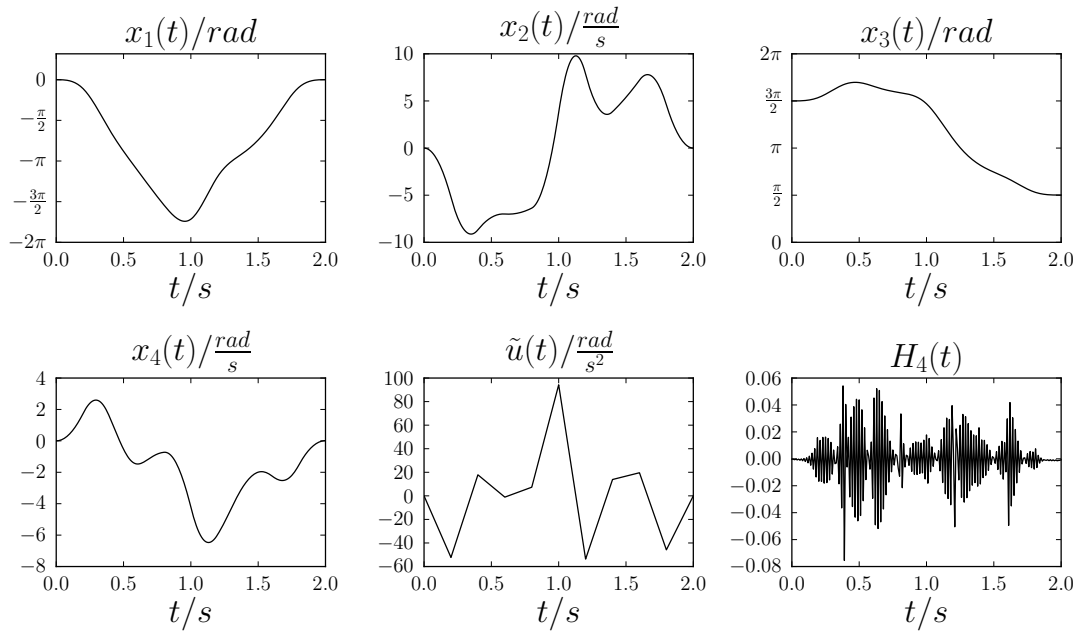 x₁(t)/rad
0
−π/2
−π
−3π/2
−2π
0.0 0.5 1.0 1.5 2.0
t/s
x₂(t)/rad/s
10
5
0
−5
−10
0.0 0.5 1.0 1.5 2.0
t/s
x₃(t)/rad
2π
3π/2
π
π/2
0
0.0 0.5 1.0 1.5 2.0
t/s
x₄(t)/rad/s
4
2
0
−2
−4
−6
−8
0.0 0.5 1.0 1.5 2.0
t/s
ũ(t)/rad/s²
100
80
60
40
20
0
−20
−40
−60
0.0 0.5 1.0 1.5 2.0
t/s
H₄(t)
0.06
0.04
0.02
0.00
−0.02
−0.04
−0.06
−0.08
0.0 0.5 1.0 1.5 2.0
t/s